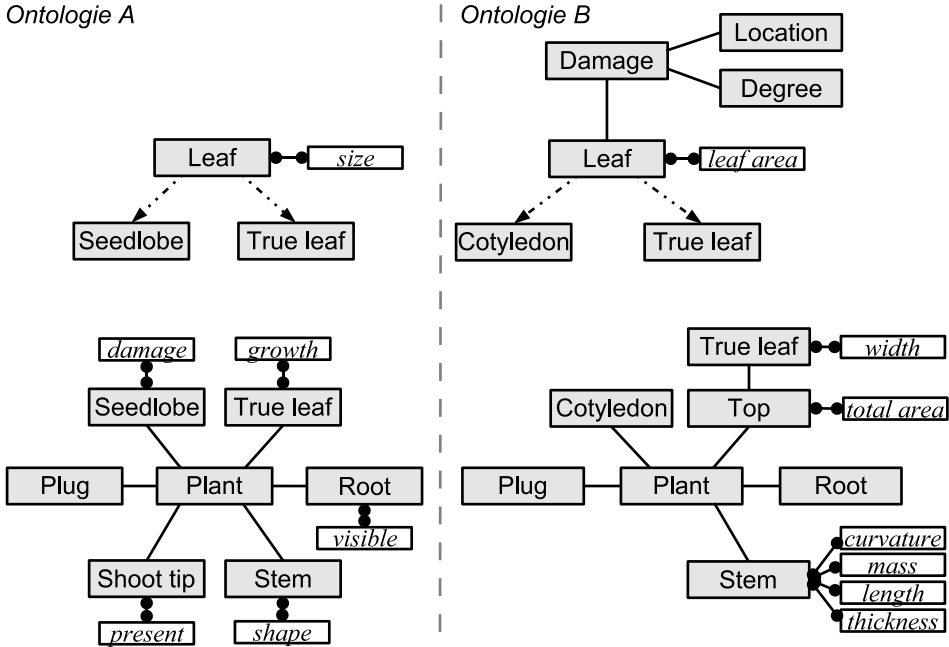 Ontologie A
Leaf
size
Seedlobe
True leaf
damage
growth
Seedlobe
True leaf
Plug
Plant
Root
visible
Shoot tip
Stem
present
shape
Ontologie B
Location
Damage
Degree
Leaf
leaf area
Cotyledon
True leaf
True leaf
width
Cotyledon
Top
total area
Plug
Plant
Root
curvature
Stem
mass
length
thickness